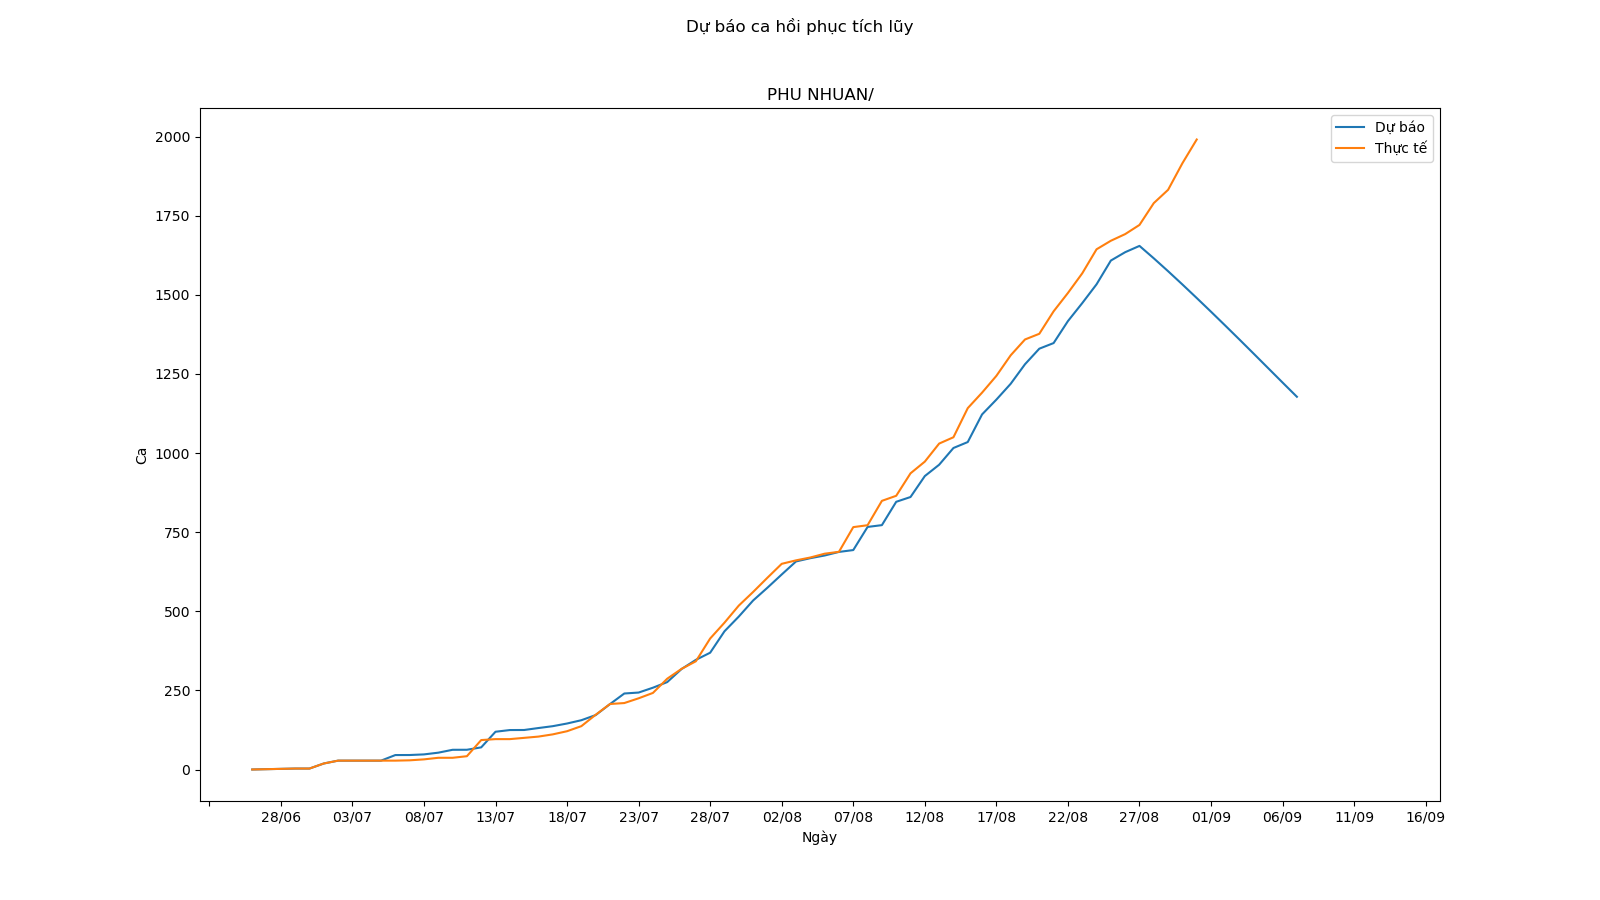 Dự báo ca hồi phục tích lũy
PHU NHUAN/
Dự báo
Thực tế
2000
1750
1500
1250
1000
750
500
250
0
Ca
28/06 03/07 08/07 13/07 18/07 23/07 28/07 02/08 07/08 12/08 17/08 22/08 27/08 01/09 06/09 11/09 16/09
Ngày